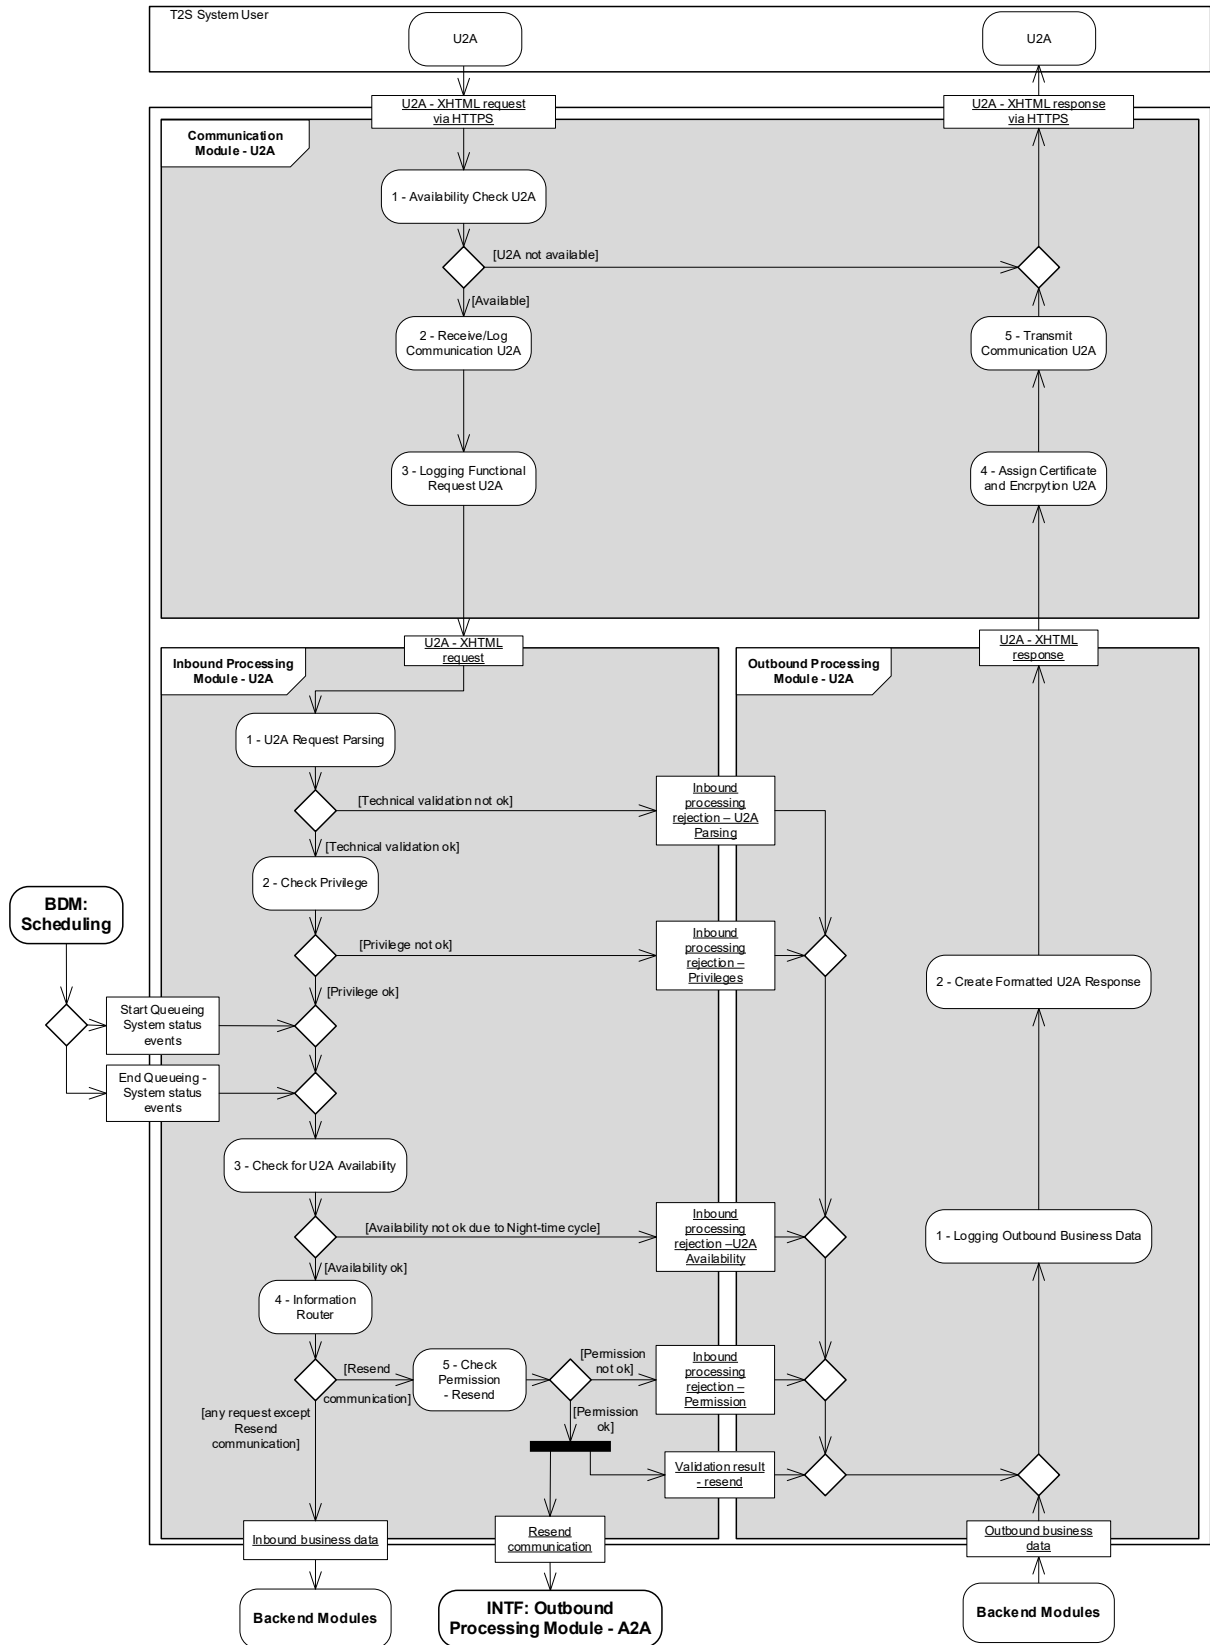 T2S System User
U2A
U2A
U2A - XHTML request
via HTTPS
U2A - XHTML response
via HTTPS
Communication
Module - U2A
1 - Availability Check U2A
[U2A not available]
[Available]
2 - Receive/Log
Communication U2A
5 - Transmit
Communication U2A
3 - Logging Functional
Request U2A
4 - Assign Certificate
and Encrpytion U2A
U2A - XHTML
request
U2A - XHTML
response
Inbound Processing
Module - U2A
Outbound Processing
Module - U2A
1 - U2A Request Parsing
[Technical validation not ok]
Inbound
processing
rejection – U2A
Parsing
[Technical validation ok]
2 - Check Privilege
BDM:
Scheduling
[Privilege not ok]
Inbound
processing
rejection –
Privileges
[Privilege ok]
2 - Create Formatted U2A Response
Start Queueing
System status
events
End Queueing -
System status
events
3 - Check for U2A Availability
[Availability not ok due to Night-time cycle]
Inbound
processing
rejection –U2A
Availability
1 - Logging Outbound Business Data
[Availability ok]
4 - Information
Router
[Resend
communication]
5 - Check
Permission
- Resend
[Permission
not ok]
Inbound
processing
rejection –
Permission
[any request except
Resend
communication]
[Permission
ok]
Validation result
- resend
Inbound business data
Resend
communication
Outbound business
data
Backend Modules
INTF: Outbound
Processing Module - A2A
Backend Modules